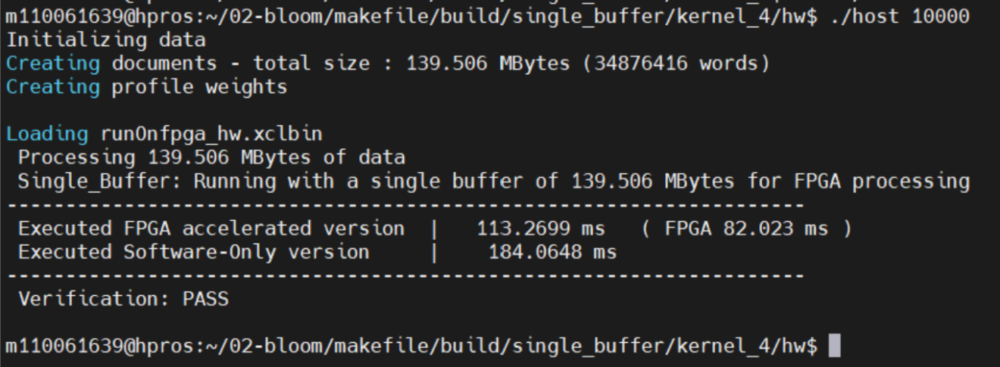 m110061639@hpros:~/02-bloom/makefile/build/single_buffer/kernel_4/hw$ ./host 10000
Initializing data
Creating documents - total size : 139.506 MBytes (34876416 words)
Creating profile weights
Loading runOnfpga_hw.xclbin
Processing 139.506 MBytes of data
Single_Buffer: Running with a single buffer of 139.506 MBytes for FPGA processing
--------------------------------------------------------------------
Executed FPGA accelerated version | 113.2699 ms ( FPGA 82.023 ms )
Executed Software-Only version | 184.0648 ms
--------------------------------------------------------------------
Verification: PASS
m110061639@hpros:~/02-bloom/makefile/build/single_buffer/kernel_4/hw$